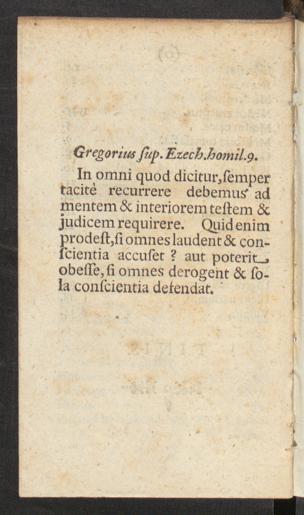 Gregorius ſup. Ezech. homil. 9.
In omni quod dicitur, ſemper
tacitè recurrere debemus ad
mentem & interiorem teſtem &
judicem requirere. Quid enim
prodeſt, ſi omnes laudent & con-
ſcientia accuſet ? aut poterit
obeſſe, ſi omnes derogent & ſo-
la conſcientia defendat.